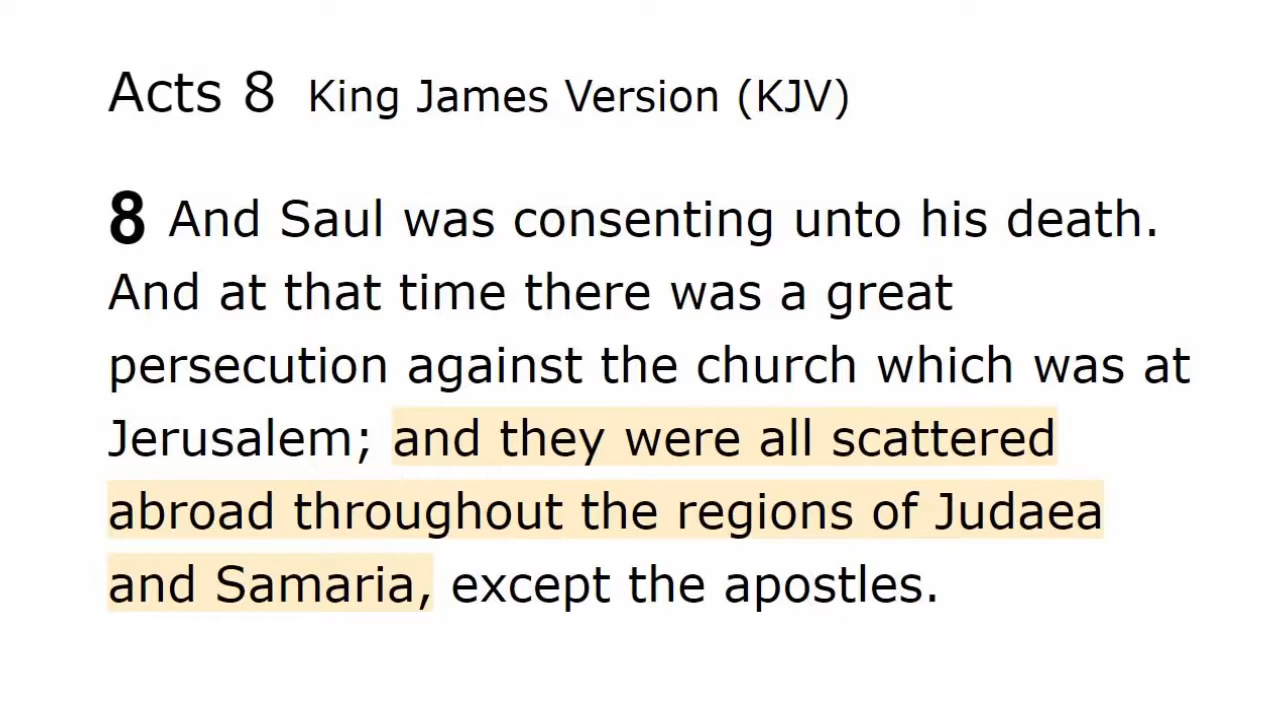 Acts 8 King James Version (KJV)
8 And Saul was consenting unto his death.
And at that time there was a great
persecution against the church which was at
Jerusalem; and they were all scattered
abroad throughout the regions of Judaea
and Samaria, except the apostles.